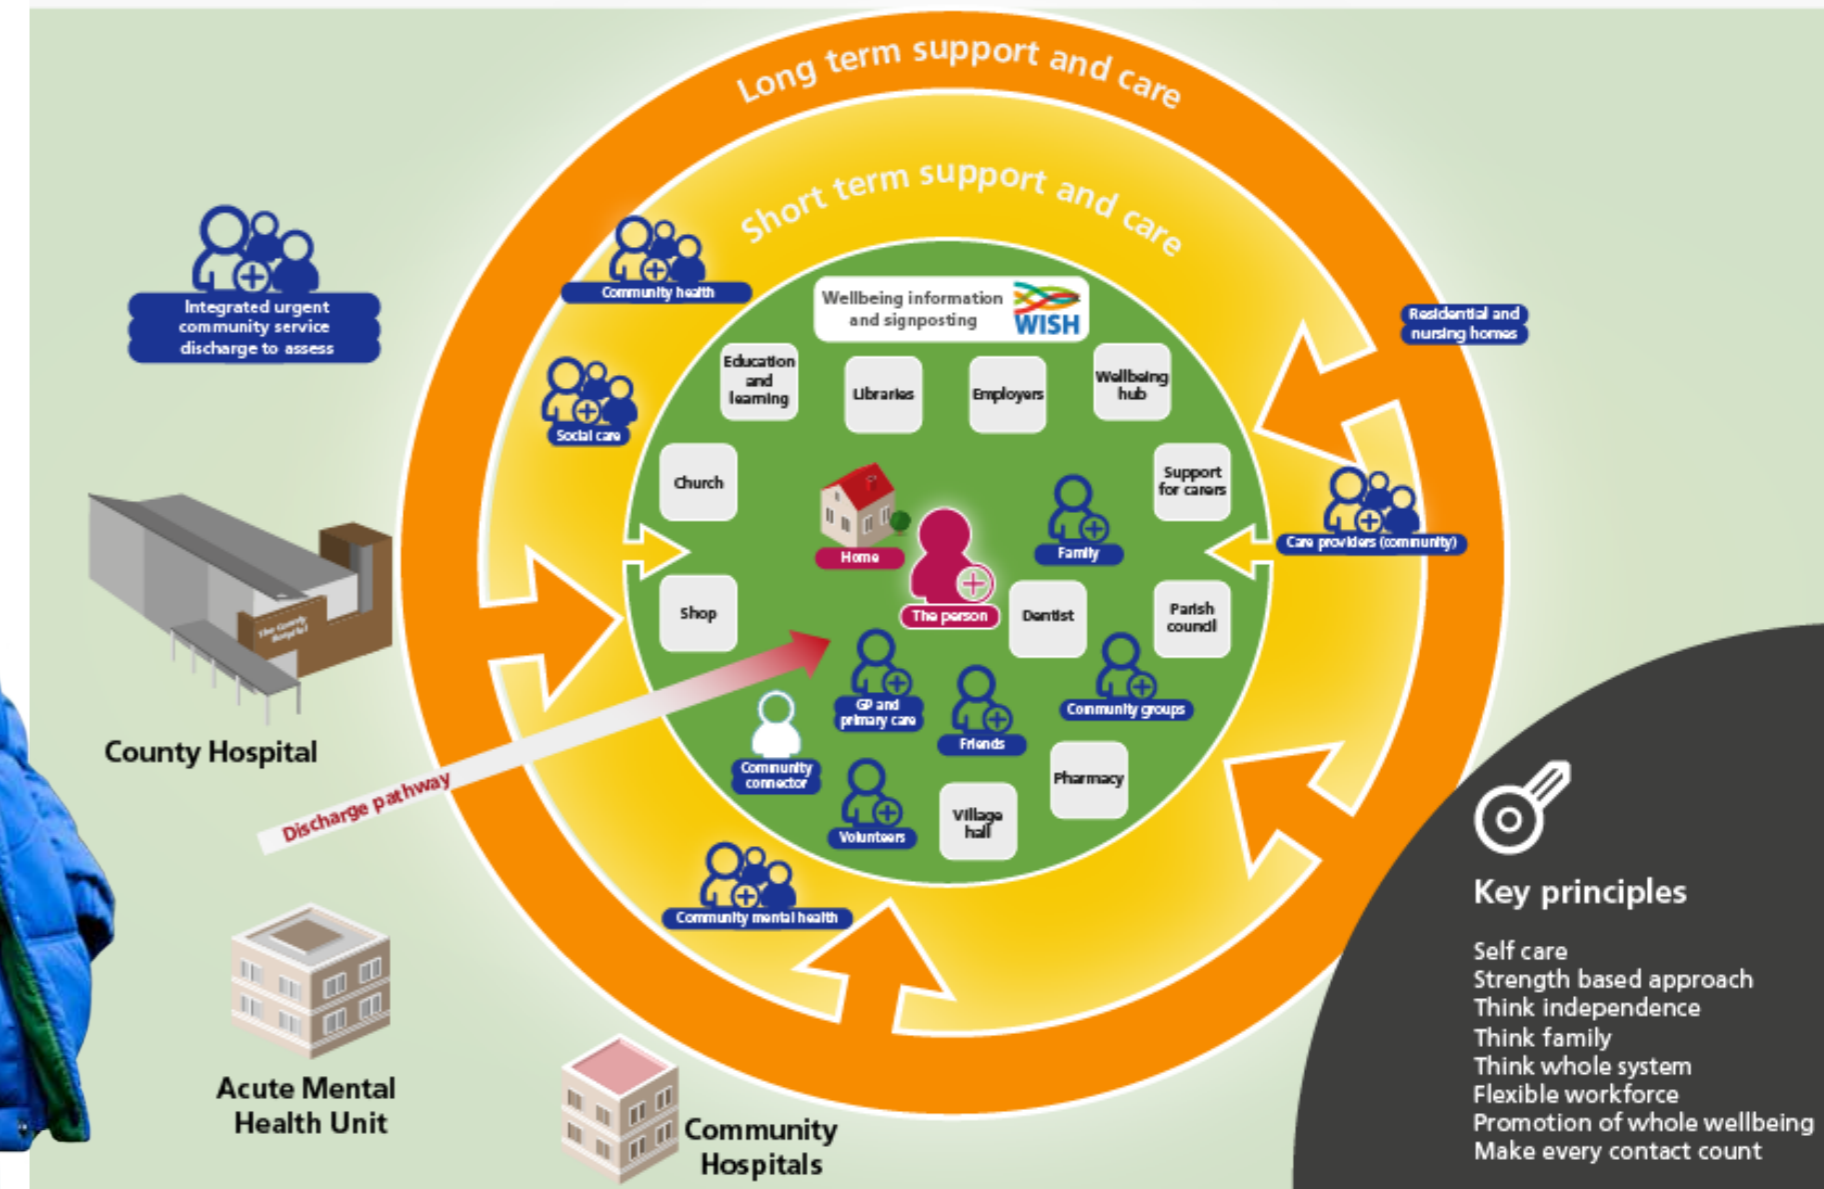 Long term support and care
Short term support and care
Integrated urgent
community service
discharge to assess
Community health
Social care
Residential and
nursing homes
Care providers (community)
Wellbeing information
and signposting
WISH
Education
and
learning
Libraries
Employers
Wellbeing
hub
Church
Support
for carers
Home
Family
The person
Shop
Dentist
Parish
council
GP and
primary care
Friends
Community groups
Community
connector
Volunteers
Village
hall
Pharmacy
Community mental health
The County
Hospital
County Hospital
Discharge pathway
Acute Mental
Health Unit
Community
Hospitals
Key principles
Self care
Strength based approach
Think independence
Think family
Think whole system
Flexible workforce
Promotion of whole wellbeing
Make every contact count